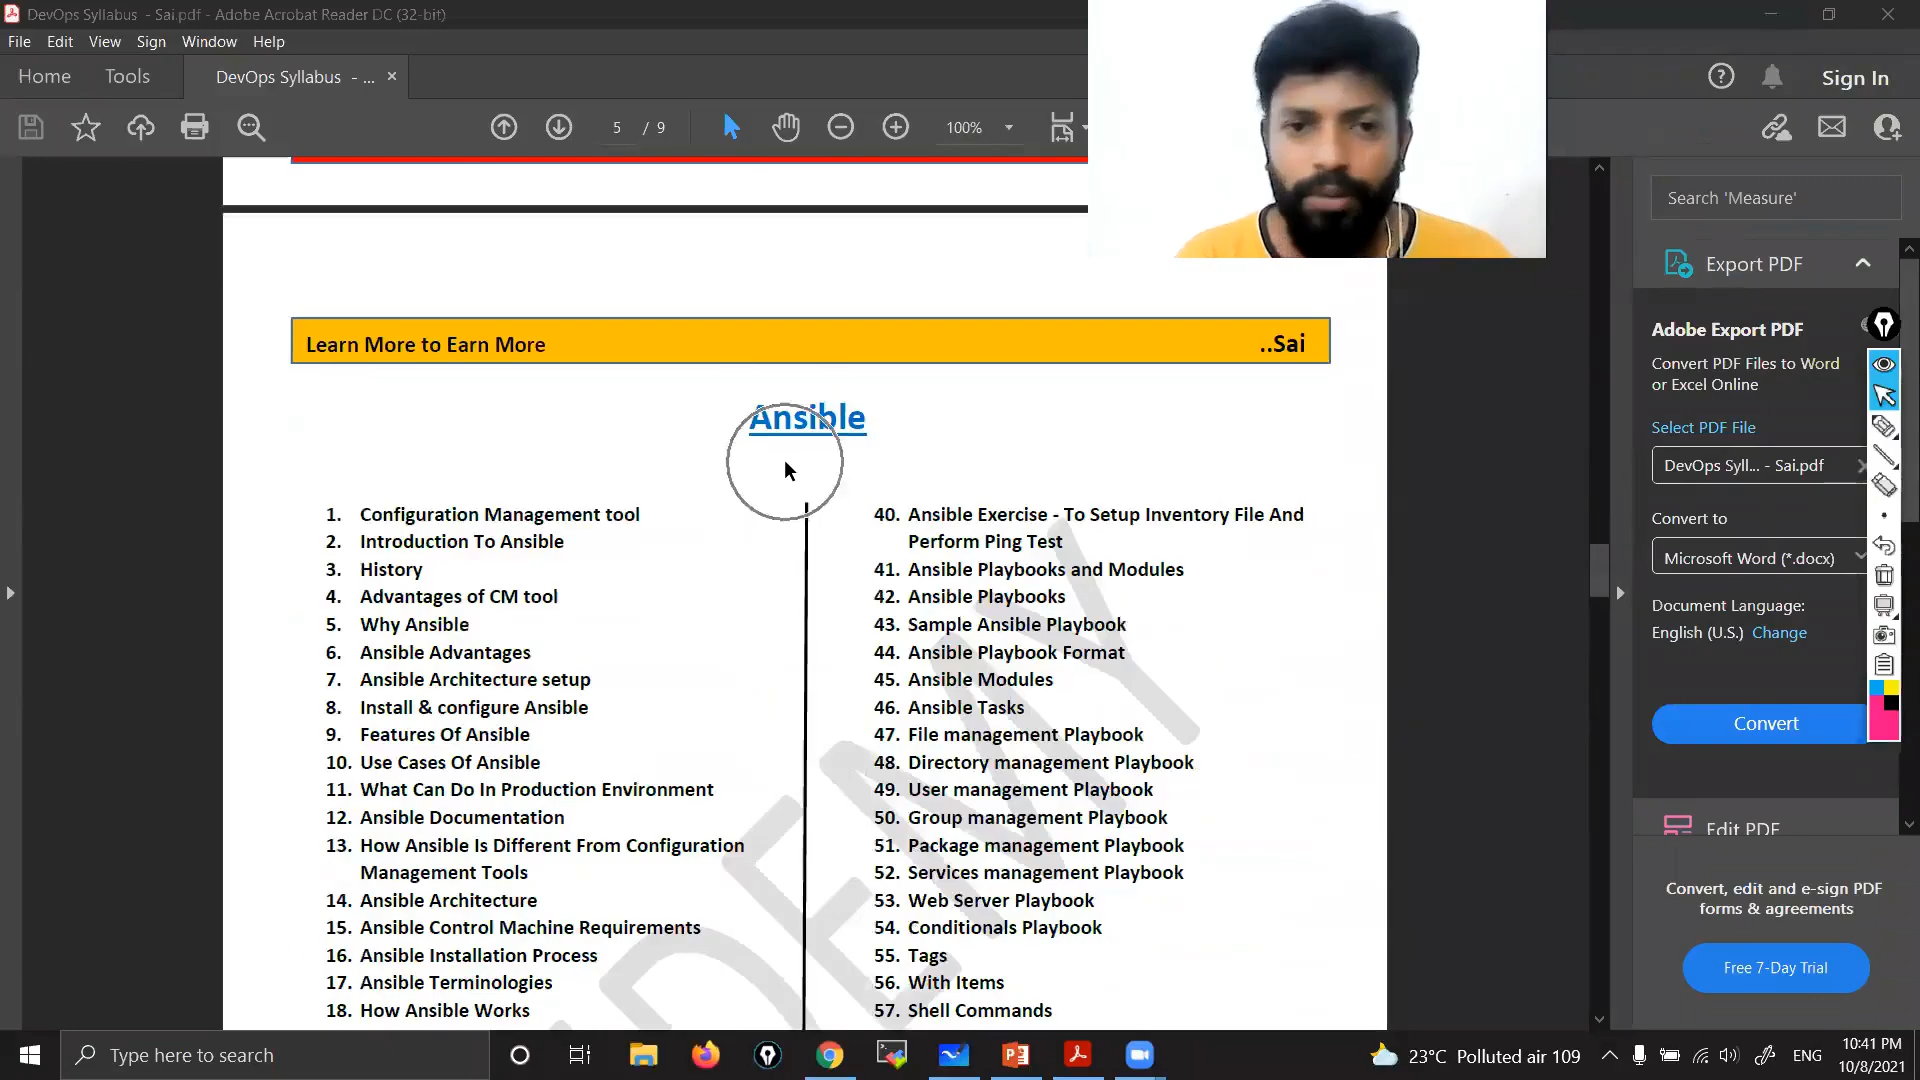 DevOps Syllabus - Sai.pdf - Adobe Acrobat Reader DC (32-bit)
File Edit View Sign Window Help
Home Tools DevOps Syllabus - ... × Sign In
5 / 9 100%
Search 'Measure'
Export PDF
Adobe Export PDF
Convert PDF Files to Word
or Excel Online
Select PDF File
DevOps Syll... - Sai.pdf
Convert to
Microsoft Word (*.docx)
Document Language:
English (U.S.) Change
Convert
Edit PDF
Convert, edit and e-sign PDF
forms & agreements
Free 7-Day Trial
Learn More to Earn More ..Sai
Ansible
1. Configuration Management tool
2. Introduction To Ansible
3. History
4. Advantages of CM tool
5. Why Ansible
6. Ansible Advantages
7. Ansible Architecture setup
8. Install & configure Ansible
9. Features Of Ansible
10. Use Cases Of Ansible
11. What Can Do In Production Environment
12. Ansible Documentation
13. How Ansible Is Different From Configuration
Management Tools
14. Ansible Architecture
15. Ansible Control Machine Requirements
16. Ansible Installation Process
17. Ansible Terminologies
18. How Ansible Works
40. Ansible Exercise - To Setup Inventory File And
Perform Ping Test
41. Ansible Playbooks and Modules
42. Ansible Playbooks
43. Sample Ansible Playbook
44. Ansible Playbook Format
45. Ansible Modules
46. Ansible Tasks
47. File management Playbook
48. Directory management Playbook
49. User management Playbook
50. Group management Playbook
51. Package management Playbook
52. Services management Playbook
53. Web Server Playbook
54. Conditionals Playbook
55. Tags
56. With Items
57. Shell Commands
DEMY
Type here to search
23°C Polluted air 109
ENG
10:41 PM
10/8/2021